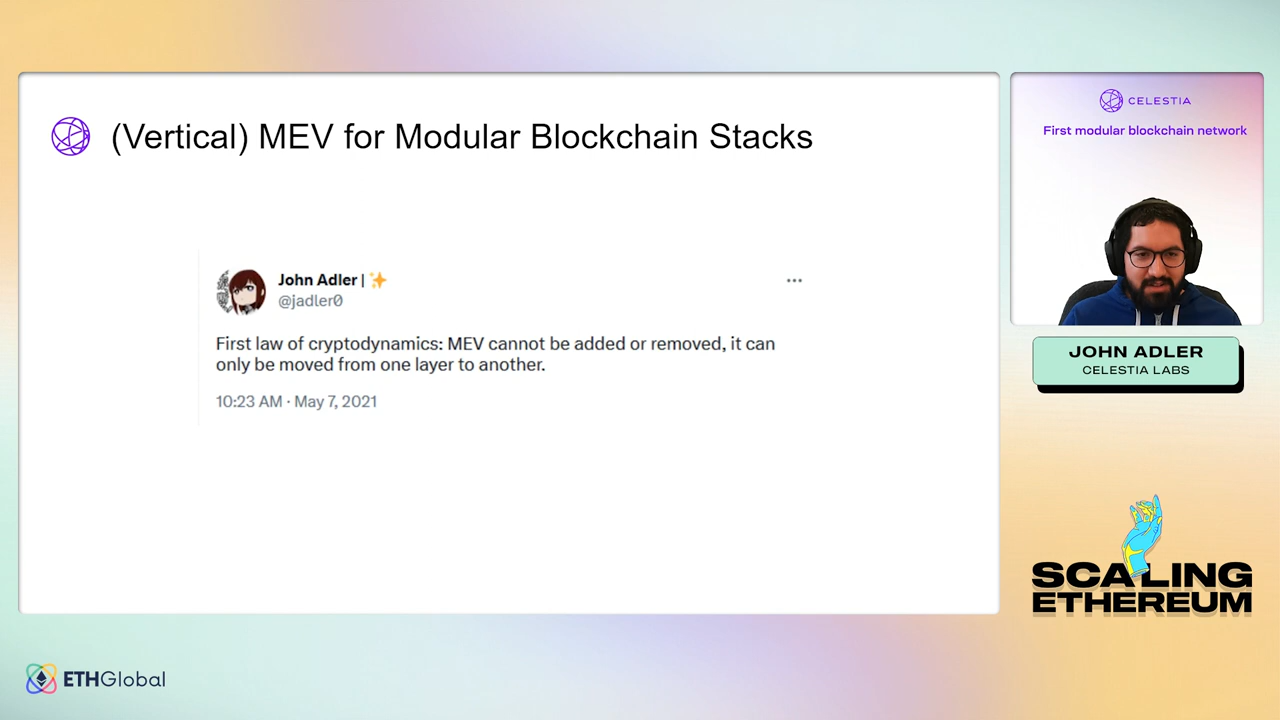 (Vertical) MEV for Modular Blockchain Stacks
John Adler | ✨
@jadler0
First law of cryptodynamics: MEV cannot be added or removed, it can
only be moved from one layer to another.
10:23 AM · May 7, 2021
CELESTIA
First modular blockchain network
JOHN ADLER
CELESTIA LABS
SCALING
ETHEREUM
ETHGlobal